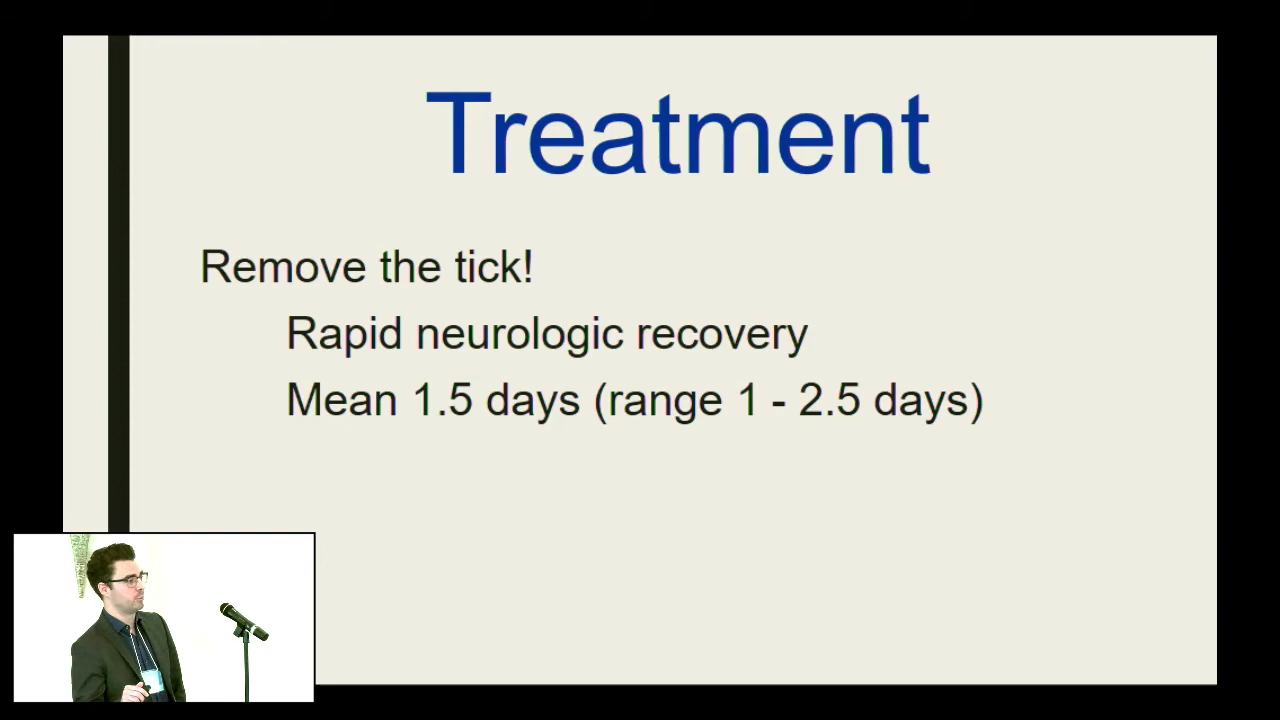 Treatment
Remove the tick!
Rapid neurologic recovery
Mean 1.5 days (range 1 - 2.5 days)